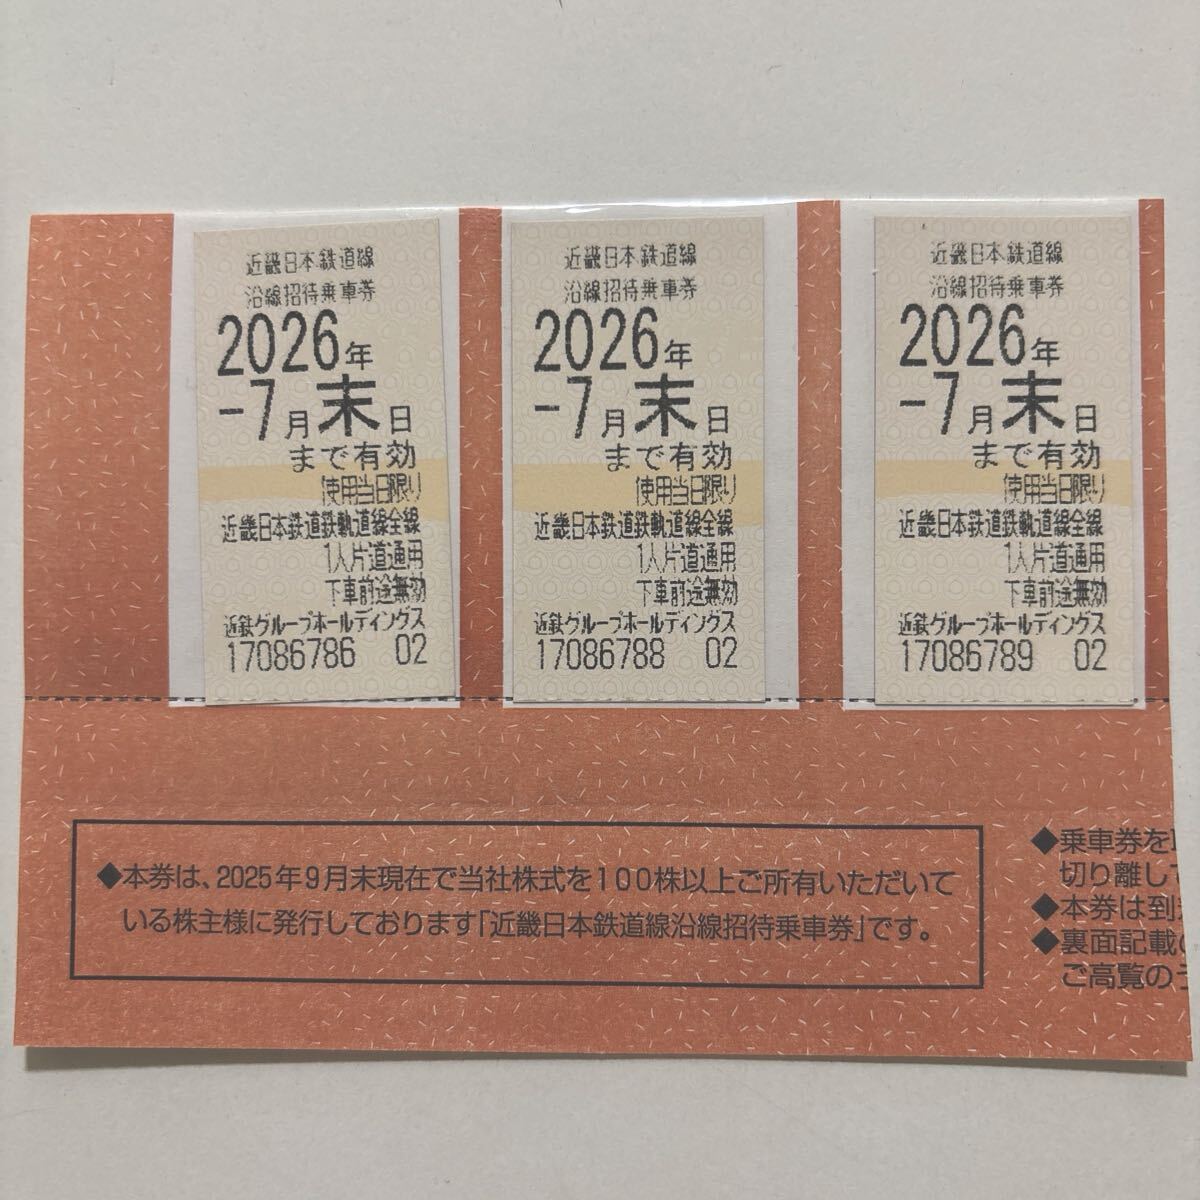 近畿日本鉄道線
沿線招待乗車券
2026年
-7月末日
まで有効
使用当日限り
近畿日本鉄道鉄軌道線全線
1人片道通用
下車前途無効
近鉄グループホールディングス
17086786 02
近畿日本鉄道線
沿線招待乗車券
2026年
-7月末日
まで有効
使用当日限り
近畿日本鉄道鉄軌道線全線
1人片道通用
下車前途無効
近鉄グループホールディングス
17086788 02
近畿日本鉄道線
沿線招待乗車券
2026年
-7月末日
まで有効
使用当日限り
近畿日本鉄道鉄軌道線全線
1人片道通用
下車前途無効
近鉄グループホールディングス
17086789 02
◆本券は、2025年9月末現在で当社株式を100株以上ご所有いただいて
いる株主様に発行しております「近畿日本鉄道線沿線招待乗車券」です。
◆乗車券を
切り離して
◆本券は到
◆裏面記載の
ご高覧のう